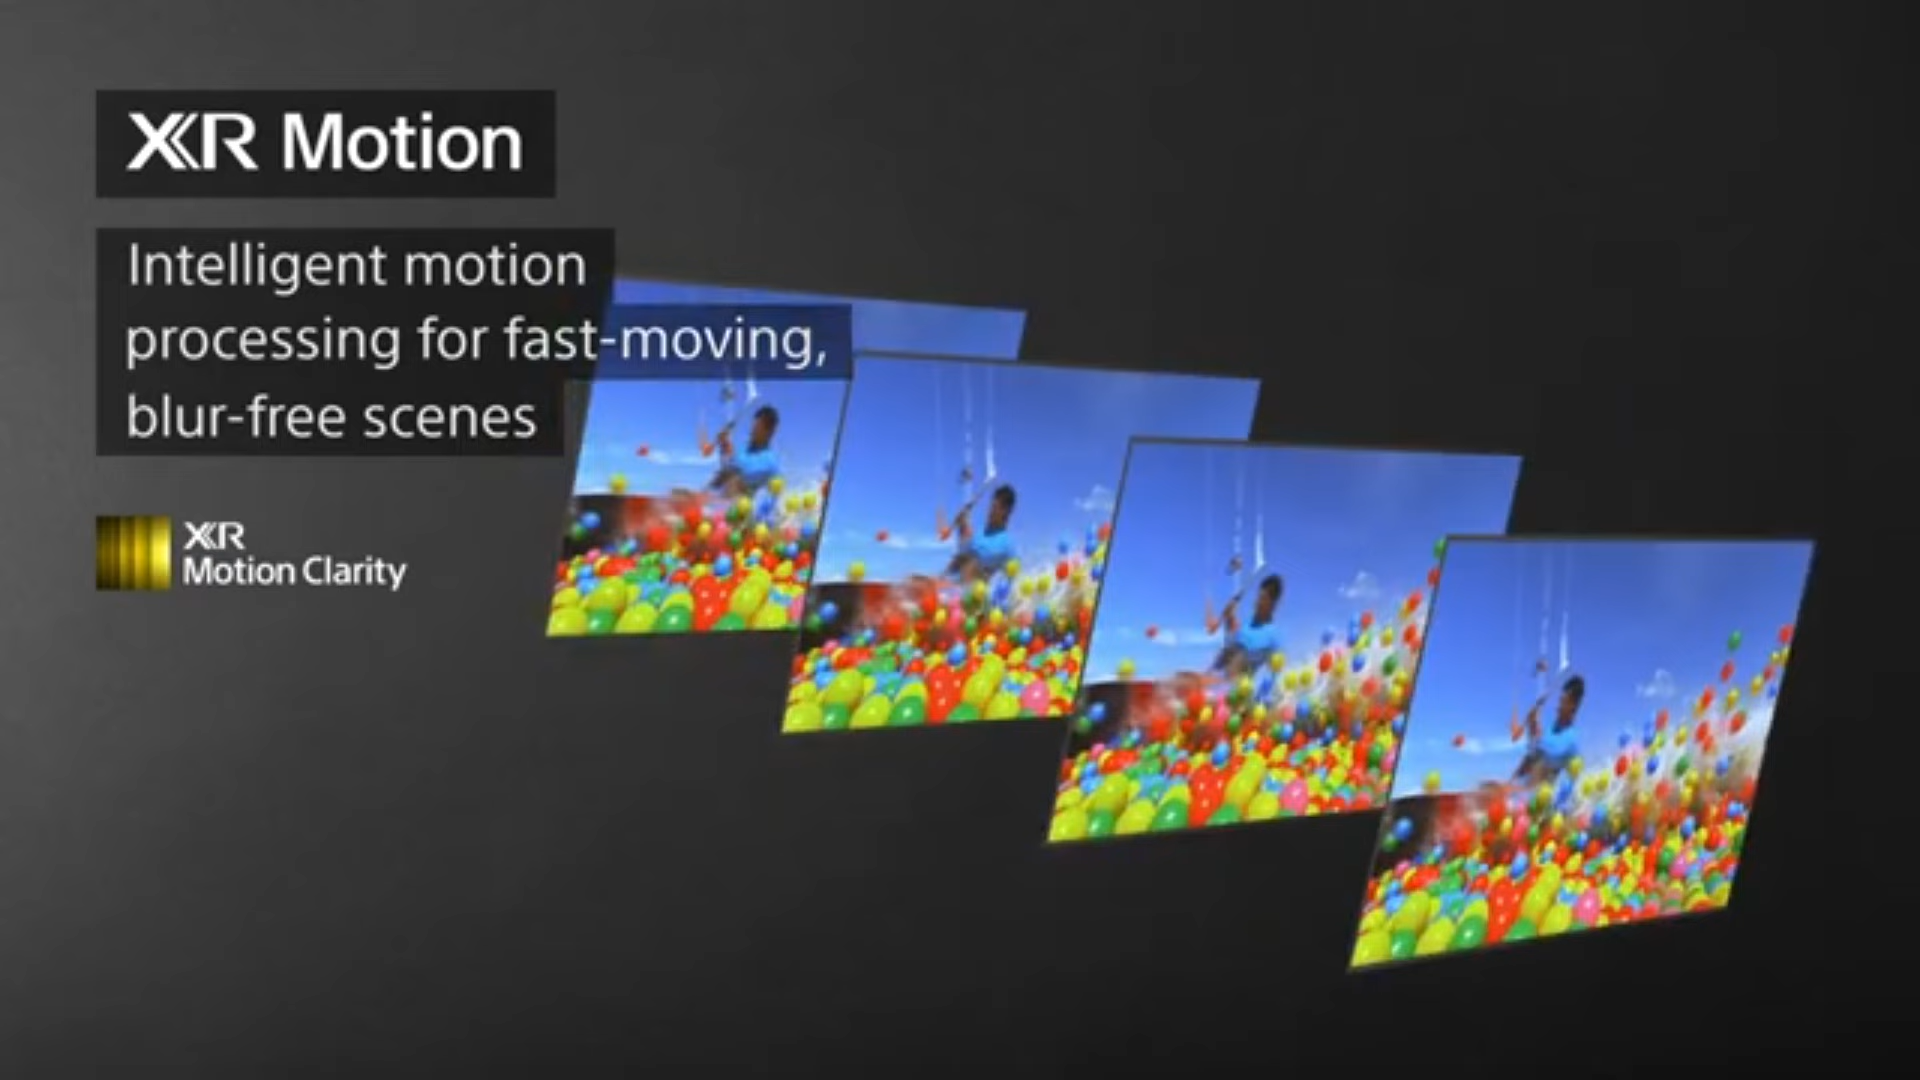 XR Motion
Intelligent motion
processing for fast-moving,
blur-free scenes
XR
Motion Clarity